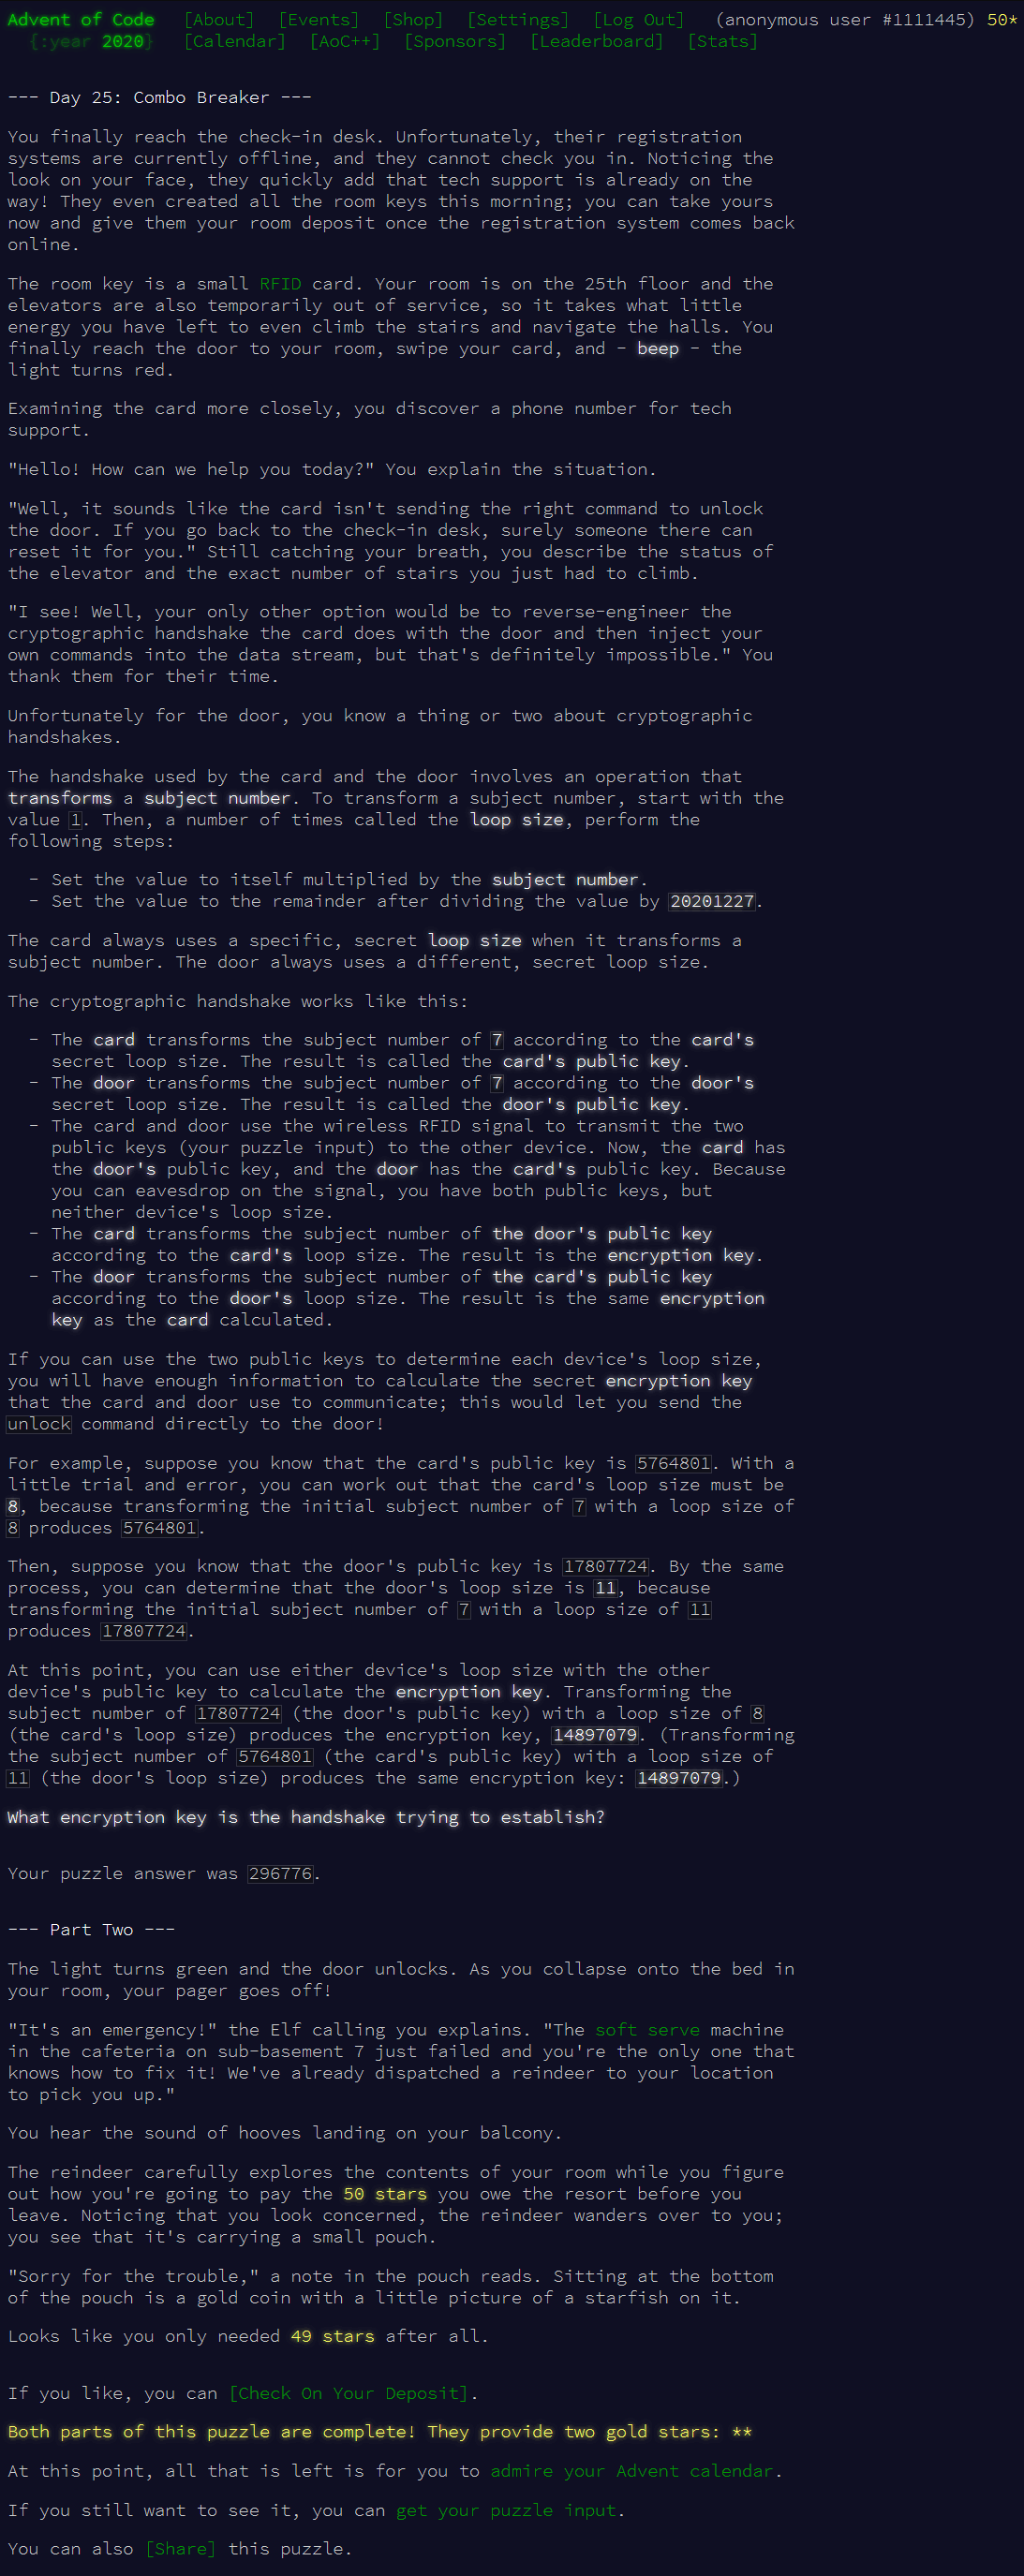 Advent of Code   [About]  [Events]  [Shop]  [Settings]  [Log Out]   (anonymous user #1111445) 50*
{:year 2020}   [Calendar]  [AoC++]  [Sponsors]  [Leaderboard]  [Stats]
--- Day 25: Combo Breaker ---
You finally reach the check-in desk. Unfortunately, their registration
systems are currently offline, and they cannot check you in. Noticing the
look on your face, they quickly add that tech support is already on the
way! They even created all the room keys this morning; you can take yours
now and give them your room deposit once the registration system comes back
online.
The room key is a small RFID card. Your room is on the 25th floor and the
elevators are also temporarily out of service, so it takes what little
energy you have left to even climb the stairs and navigate the halls. You
finally reach the door to your room, swipe your card, and - beep - the
light turns red.
Examining the card more closely, you discover a phone number for tech
support.
"Hello! How can we help you today?" You explain the situation.
"Well, it sounds like the card isn't sending the right command to unlock
the door. If you go back to the check-in desk, surely someone there can
reset it for you." Still catching your breath, you describe the status of
the elevator and the exact number of stairs you just had to climb.
"I see! Well, your only other option would be to reverse-engineer the
cryptographic handshake the card does with the door and then inject your
own commands into the data stream, but that's definitely impossible." You
thank them for their time.
Unfortunately for the door, you know a thing or two about cryptographic
handshakes.
The handshake used by the card and the door involves an operation that
transforms a subject number. To transform a subject number, start with the
value 1. Then, a number of times called the loop size, perform the
following steps:
- Set the value to itself multiplied by the subject number.
- Set the value to the remainder after dividing the value by 20201227.
The card always uses a specific, secret loop size when it transforms a
subject number. The door always uses a different, secret loop size.
The cryptographic handshake works like this:
- The card transforms the subject number of 7 according to the card's
secret loop size. The result is called the card's public key.
- The door transforms the subject number of 7 according to the door's
secret loop size. The result is called the door's public key.
- The card and door use the wireless RFID signal to transmit the two
public keys (your puzzle input) to the other device. Now, the card has
the door's public key, and the door has the card's public key. Because
you can eavesdrop on the signal, you have both public keys, but
neither device's loop size.
- The card transforms the subject number of the door's public key
according to the card's loop size. The result is the encryption key.
- The door transforms the subject number of the card's public key
according to the door's loop size. The result is the same encryption
key as the card calculated.
If you can use the two public keys to determine each device's loop size,
you will have enough information to calculate the secret encryption key
that the card and door use to communicate; this would let you send the
unlock command directly to the door!
For example, suppose you know that the card's public key is 5764801. With a
little trial and error, you can work out that the card's loop size must be
8, because transforming the initial subject number of 7 with a loop size of
8 produces 5764801.
Then, suppose you know that the door's public key is 17807724. By the same
process, you can determine that the door's loop size is 11, because
transforming the initial subject number of 7 with a loop size of 11
produces 17807724.
At this point, you can use either device's loop size with the other
device's public key to calculate the encryption key. Transforming the
subject number of 17807724 (the door's public key) with a loop size of 8
(the card's loop size) produces the encryption key, 14897079. (Transforming
the subject number of 5764801 (the card's public key) with a loop size of
11 (the door's loop size) produces the same encryption key: 14897079.)
What encryption key is the handshake trying to establish?
Your puzzle answer was 296776.
--- Part Two ---
The light turns green and the door unlocks. As you collapse onto the bed in
your room, your pager goes off!
"It's an emergency!" the Elf calling you explains. "The soft serve machine
in the cafeteria on sub-basement 7 just failed and you're the only one that
knows how to fix it! We've already dispatched a reindeer to your location
to pick you up."
You hear the sound of hooves landing on your balcony.
The reindeer carefully explores the contents of your room while you figure
out how you're going to pay the 50 stars you owe the resort before you
leave. Noticing that you look concerned, the reindeer wanders over to you;
you see that it's carrying a small pouch.
"Sorry for the trouble," a note in the pouch reads. Sitting at the bottom
of the pouch is a gold coin with a little picture of a starfish on it.
Looks like you only needed 49 stars after all.
If you like, you can [Check On Your Deposit].
Both parts of this puzzle are complete! They provide two gold stars: **
At this point, all that is left is for you to admire your Advent calendar.
If you still want to see it, you can get your puzzle input.
You can also [Share] this puzzle.